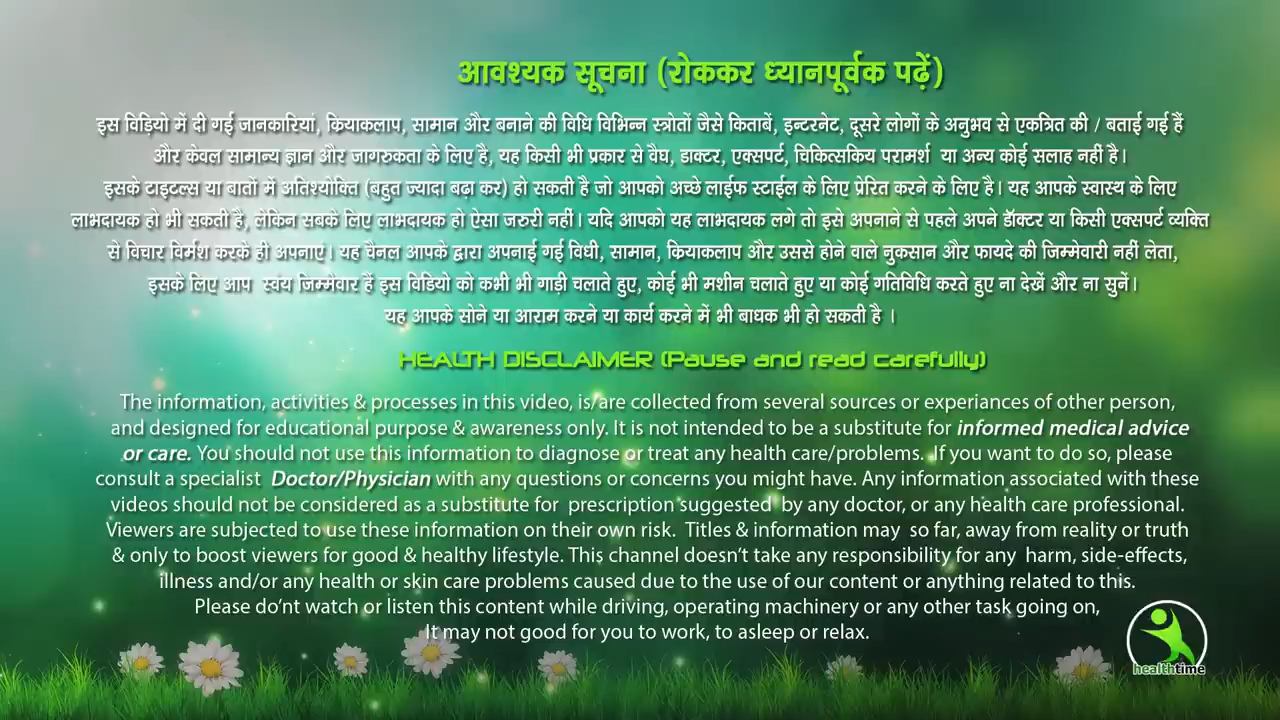 आवश्यक सूचना (रोककर ध्यानपूर्वक पढ़ें)
इस विड़ियो में दी गई जानकारियां, क्रियाकलाप, सामान और बनाने की विधि विभिन्न स्त्रोतों जैसे किताबें, इन्टरनेट, दूसरे लोगों के अनुभव से एकत्रित की / बताई गई हैं
और केवल सामान्य ज्ञान और जागरुकता के लिए है, यह किसी भी प्रकार से वैघ, डाक्टर, एक्सपर्ट, चिकित्सकिय परामर्श या अन्य कोई सलाह नहीं है।
इसके टाइटल्स या बातों में अतिश्योक्ति (बहुत ज्यादा बढ़ा कर) हो सकती है जो आपको अच्छे लाईफ स्टाईल के लिए प्रेरित करने के लिए है। यह आपके स्वास्थ के लिए
लाभदायक हो भी सकती है, लेकिन सबके लिए लाभदायक हो ऐसा जरुरी नहीं। यदि आपको यह लाभदायक लगे तो इसे अपनाने से पहले अपने डॉक्टर या किसी एक्सपर्ट व्यक्ति
से विचार विर्मश करके ही अपनाएं। यह चैनल आपके द्वारा अपनाई गई विधी, सामान, क्रियाकलाप और उससे होने वाले नुकसान और फायदे की जिम्मेवारी नहीं लेता,
इसके लिए आप स्वंय जिम्मेवार हैं इस विडियो को कभी भी गाड़ी चलाते हुए, कोई भी मशीन चलाते हुए या कोई गतिविधि करते हुए ना देखें और ना सुनें।
यह आपके सोने या आराम करने या कार्य करने में भी बाधक भी हो सकती है ।
HEALTH DISCLAIMER (Pause and read carefully)
The information, activities & processes in this video, is/are collected from several sources or experiances of other person,
and designed for educational purpose & awareness only. It is not intended to be a substitute for informed medical advice
or care. You should not use this information to diagnose or treat any health care/problems. If you want to do so, please
consult a specialist Doctor/Physician with any questions or concerns you might have. Any information associated with these
videos should not be considered as a substitute for prescription suggested by any doctor, or any health care professional.
Viewers are subjected to use these information on their own risk. Titles & information may so far, away from reality or truth
& only to boost viewers for good & healthy lifestyle. This channel doesn't take any responsibility for any harm, side-effects,
illness and/or any health or skin care problems caused due to the use of our content or anything related to this.
Please do'nt watch or listen this content while driving, operating machinery or any other task going on,
It may not good for you to work, to asleep or relax.
healthtime